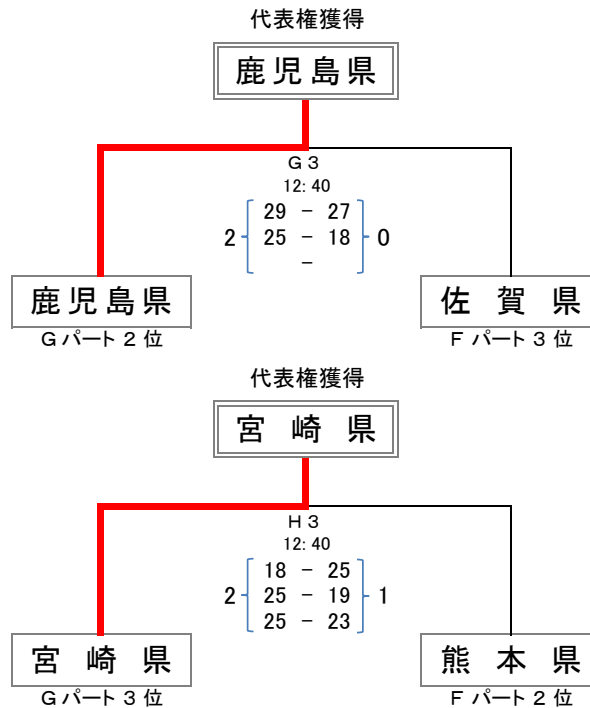 代表権獲得
鹿児島県
G 3
12:40
29 － 27
2 25 － 18 0
－
鹿児島県 佐 賀 県
Gパート 2 位 Fパート 3 位
代表権獲得
宮 崎 県
H 3
12:40
18 － 25
2 25 － 19 1
25 － 23
宮 崎 県 熊 本 県
Gパート 3 位 Fパート 2 位